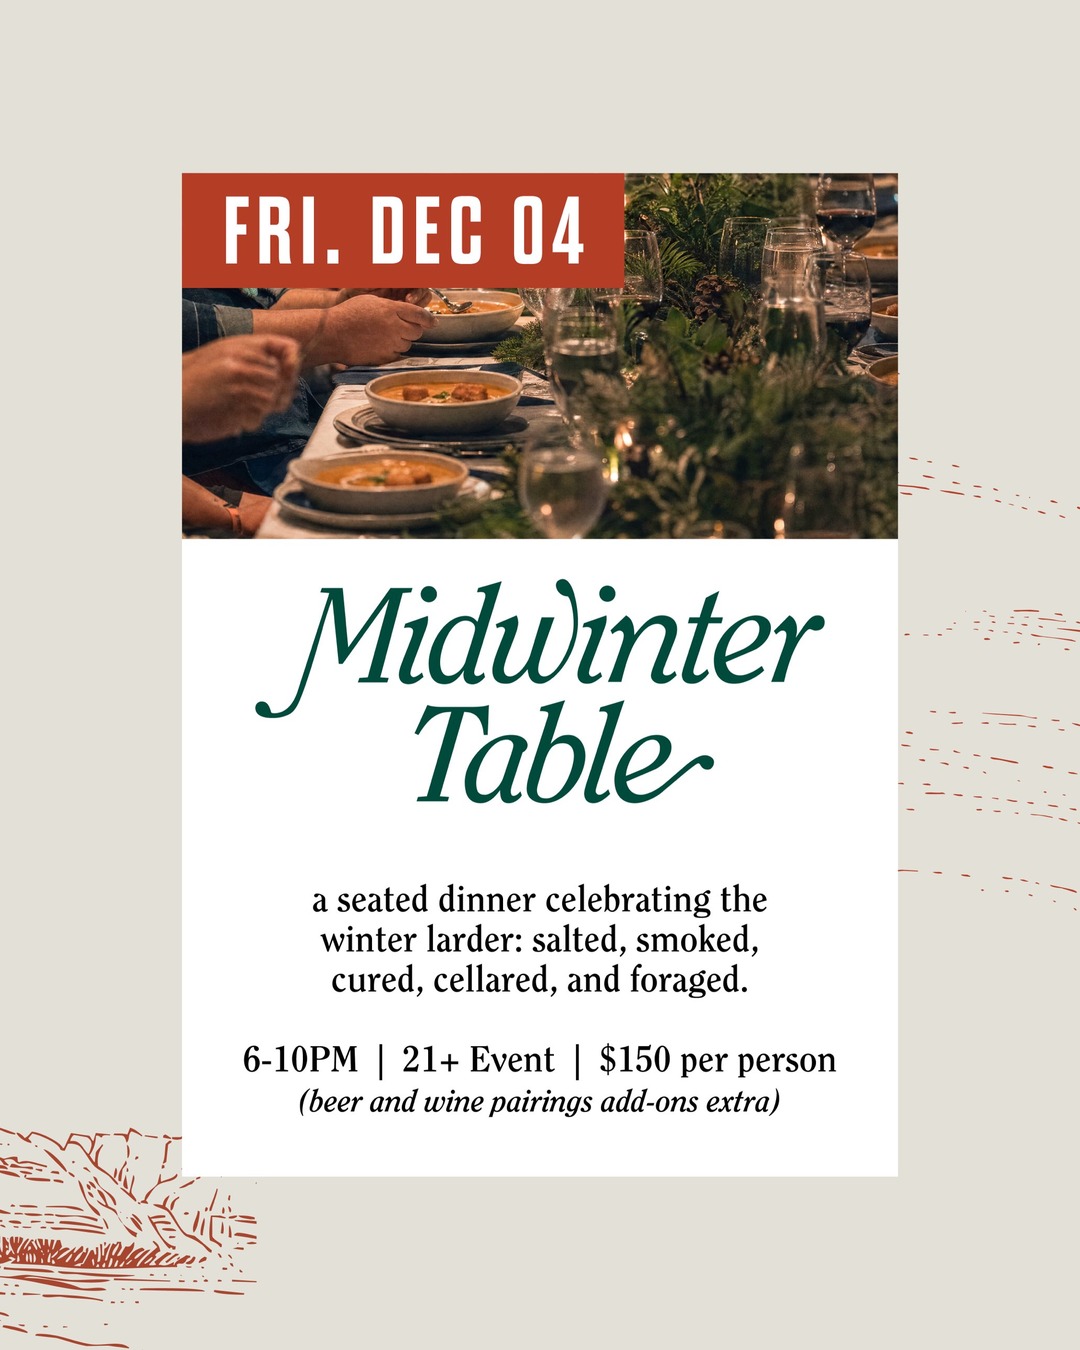 FRI. DEC 04
Midwinter
Table
a seated dinner celebrating the
winter larder: salted, smoked,
cured, cellared, and foraged.
6-10PM | 21+ Event | $150 per person
(beer and wine pairings add-ons extra)